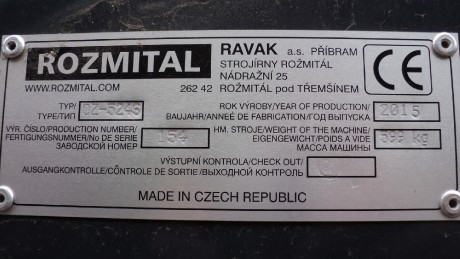 ROZMITAL
RAVAK a.s. PŘÍBRAM
STROJÍRNY ROŽMITÁL
NÁDRAŽNÍ 25
WWW.ROZMITAL.COM 262 42 ROŽMITÁL pod TŘEMŠÍNEM
CE
TYP/
TYPE/ТИП
ROK VÝROBY/YEAR OF PRODUCTION/ 2015
BAUJAHR/ANNEÉ DE FABRICATION/ГОД ВЫПУСКА
VÝR. ČÍSLO/PRODUCTION NUMBER/ 154
FERTIGUNGSNUMMER/No DE SERIE
ЗАВОДСКОЙ НОМЕР
HM. STROJE/WEIGHT OF THE MACHINE/
EIGENGEWICHT/POIDS A VIDE kg
МАССА МАШИНЫ
VÝSTUPNÍ KONTROLA/CHECK OUT/
AUSGANGKONTROLLE/CÔNTROLE DE SORTIE/ВЫХОДНОЙ КОНТРОЛЬ
MADE IN CZECH REPUBLIC